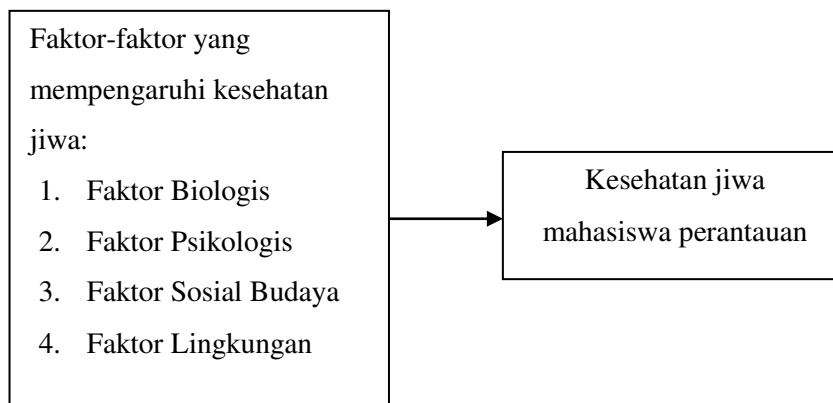 Faktor-faktor yang
mempengaruhi kesehatan
jiwa:
1. Faktor Biologis
2. Faktor Psikologis
3. Faktor Sosial Budaya
4. Faktor Lingkungan
Kesehatan jiwa
mahasiswa perantauan